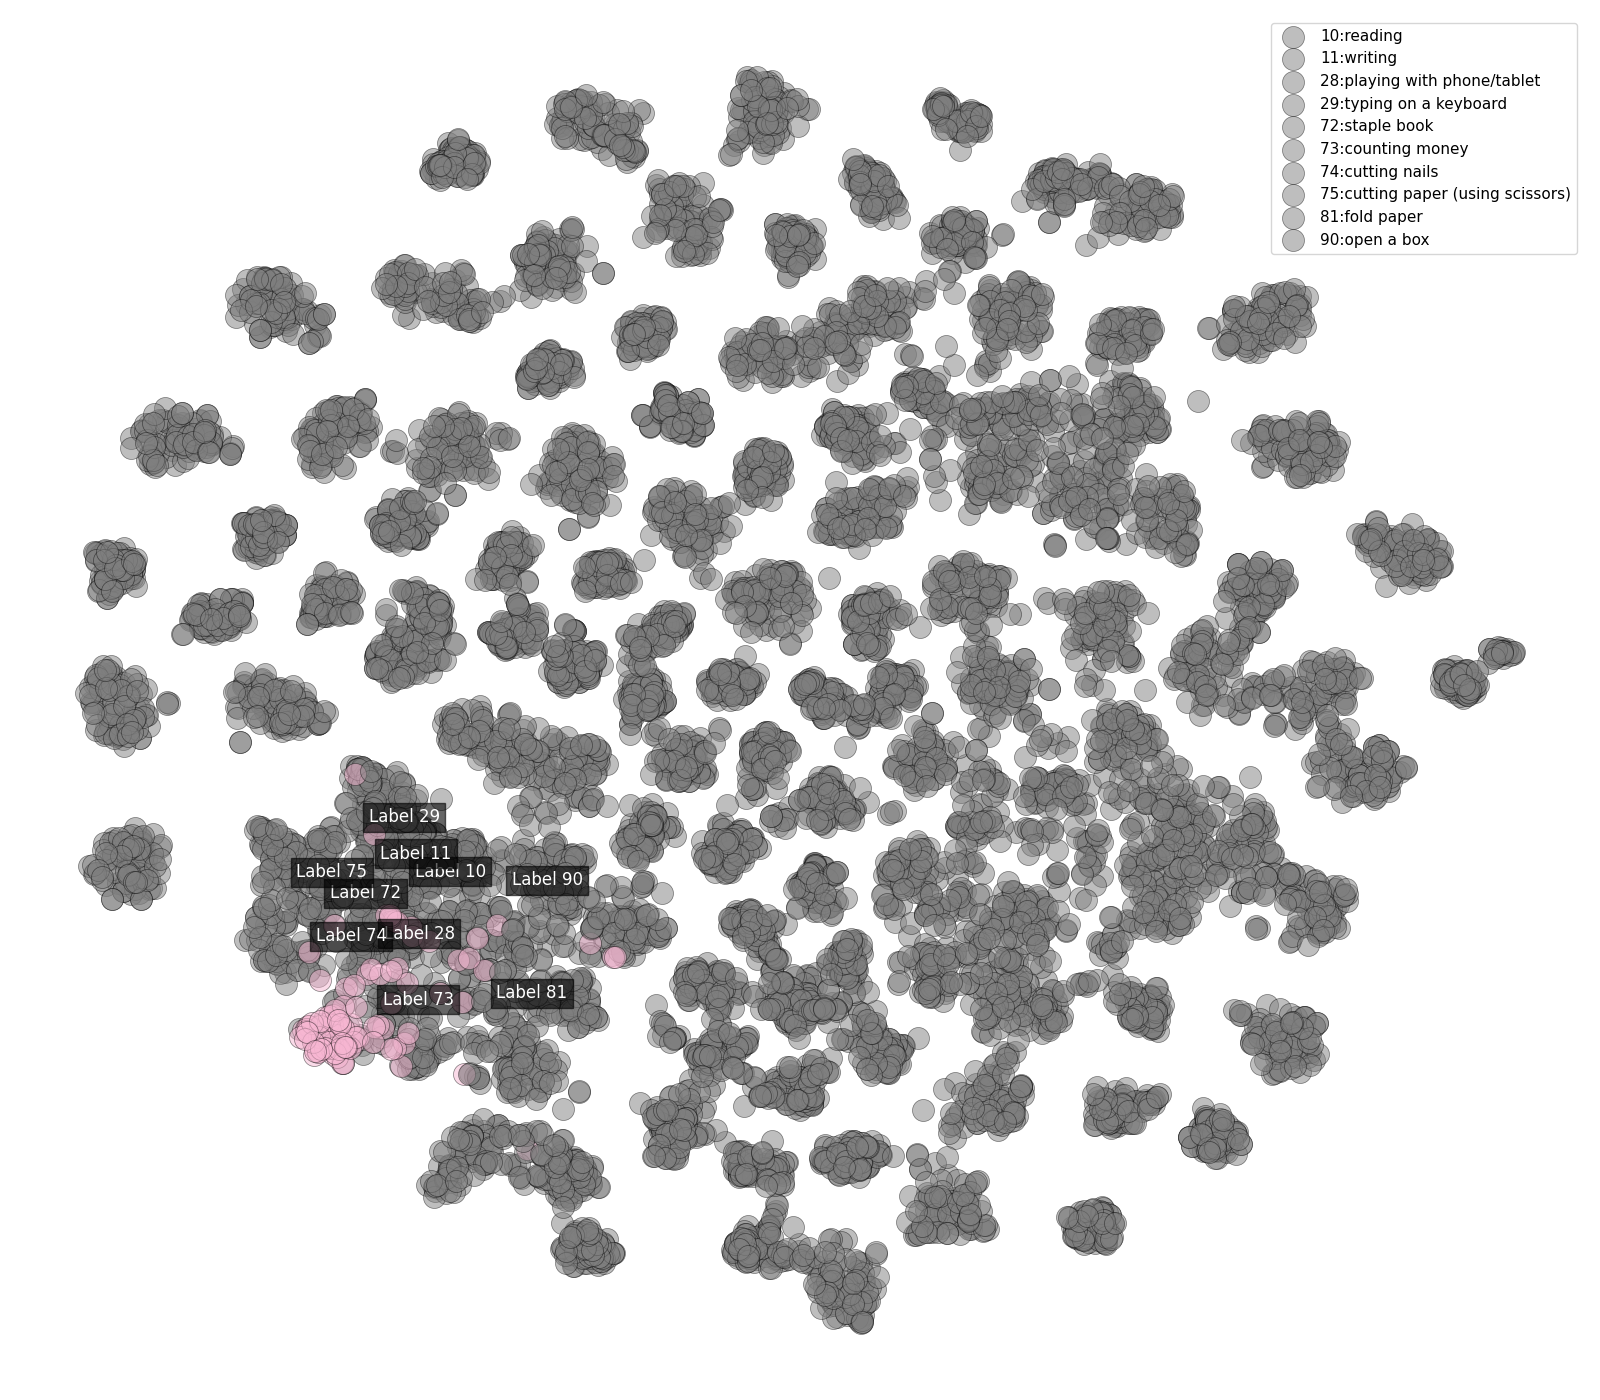 10:reading
11:writing
28:playing with phone/tablet
29:typing on a keyboard
72:staple book
73:counting money
74:cutting nails
75:cutting paper (using scissors)
81:fold paper
90:open a box
Label 29
Label 11
Label 75
Label 10
Label 90
Label 72
Label 74
Label 28
Label 81
Label 73